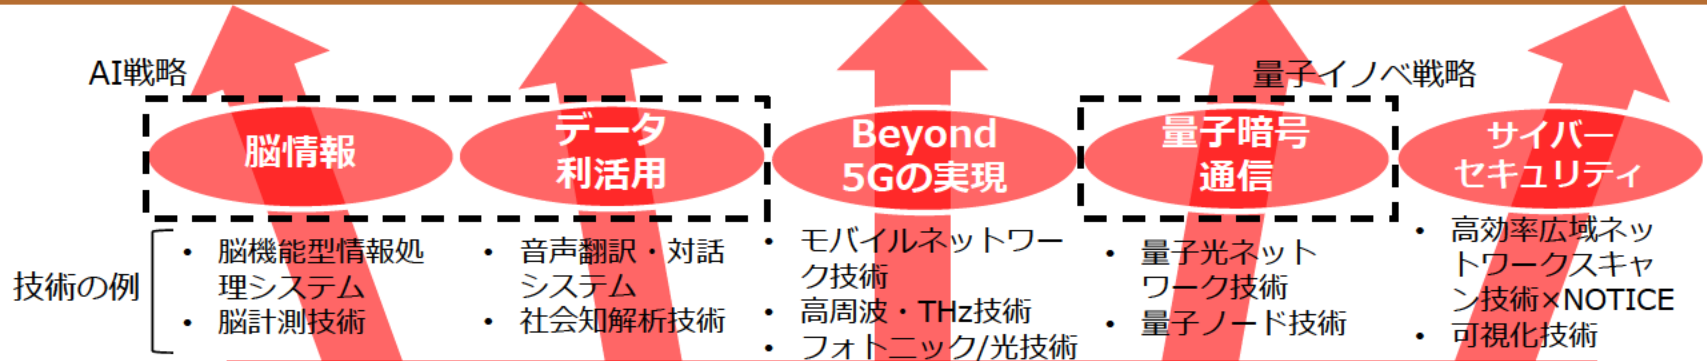 AI戦略
量子イノベ戦略
脳情報
データ
利活用
Beyond
5Gの実現
量子暗号
通信
サイバー
セキュリティ
技術の例
• 脳機能型情報処
理システム
• 脳計測技術
• 音声翻訳・対話
システム
• 社会知解析技術
• モバイルネットワー
ク技術
• 高周波・THz技術
• フォトニック/光技術
• 量子光ネット
ワーク技術
• 量子ノード技術
• 高効率広域ネッ
トワークスキャ
ン技術×NOTICE
• 可視化技術